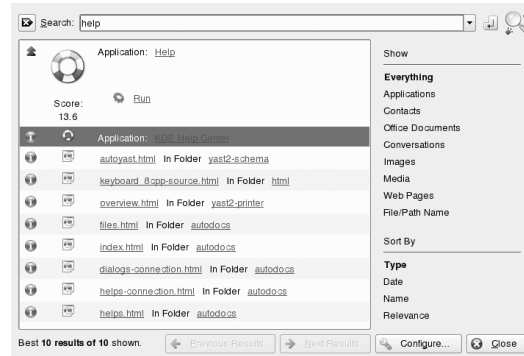 Search: help
Application: Help
Run
Score:
13.6
Application: KDE Help Center
autoyast.html In Folder yast2-schema
keyboard_8cpp-source.html In Folder html
overview.html In Folder yast2-printer
files.html In Folder autodocs
index.html In Folder autodocs
dialogs-connection.html In Folder autodocs
helps-connection.html In Folder autodocs
helps.html In Folder autodocs
Show
Everything
Applications
Contacts
Office Documents
Conversations
Images
Media
Web Pages
File/Path Name
Sort By
Type
Date
Name
Relevance
Best 10 results of 10 shown.
Previous Results
Next Results
Configure...
Close